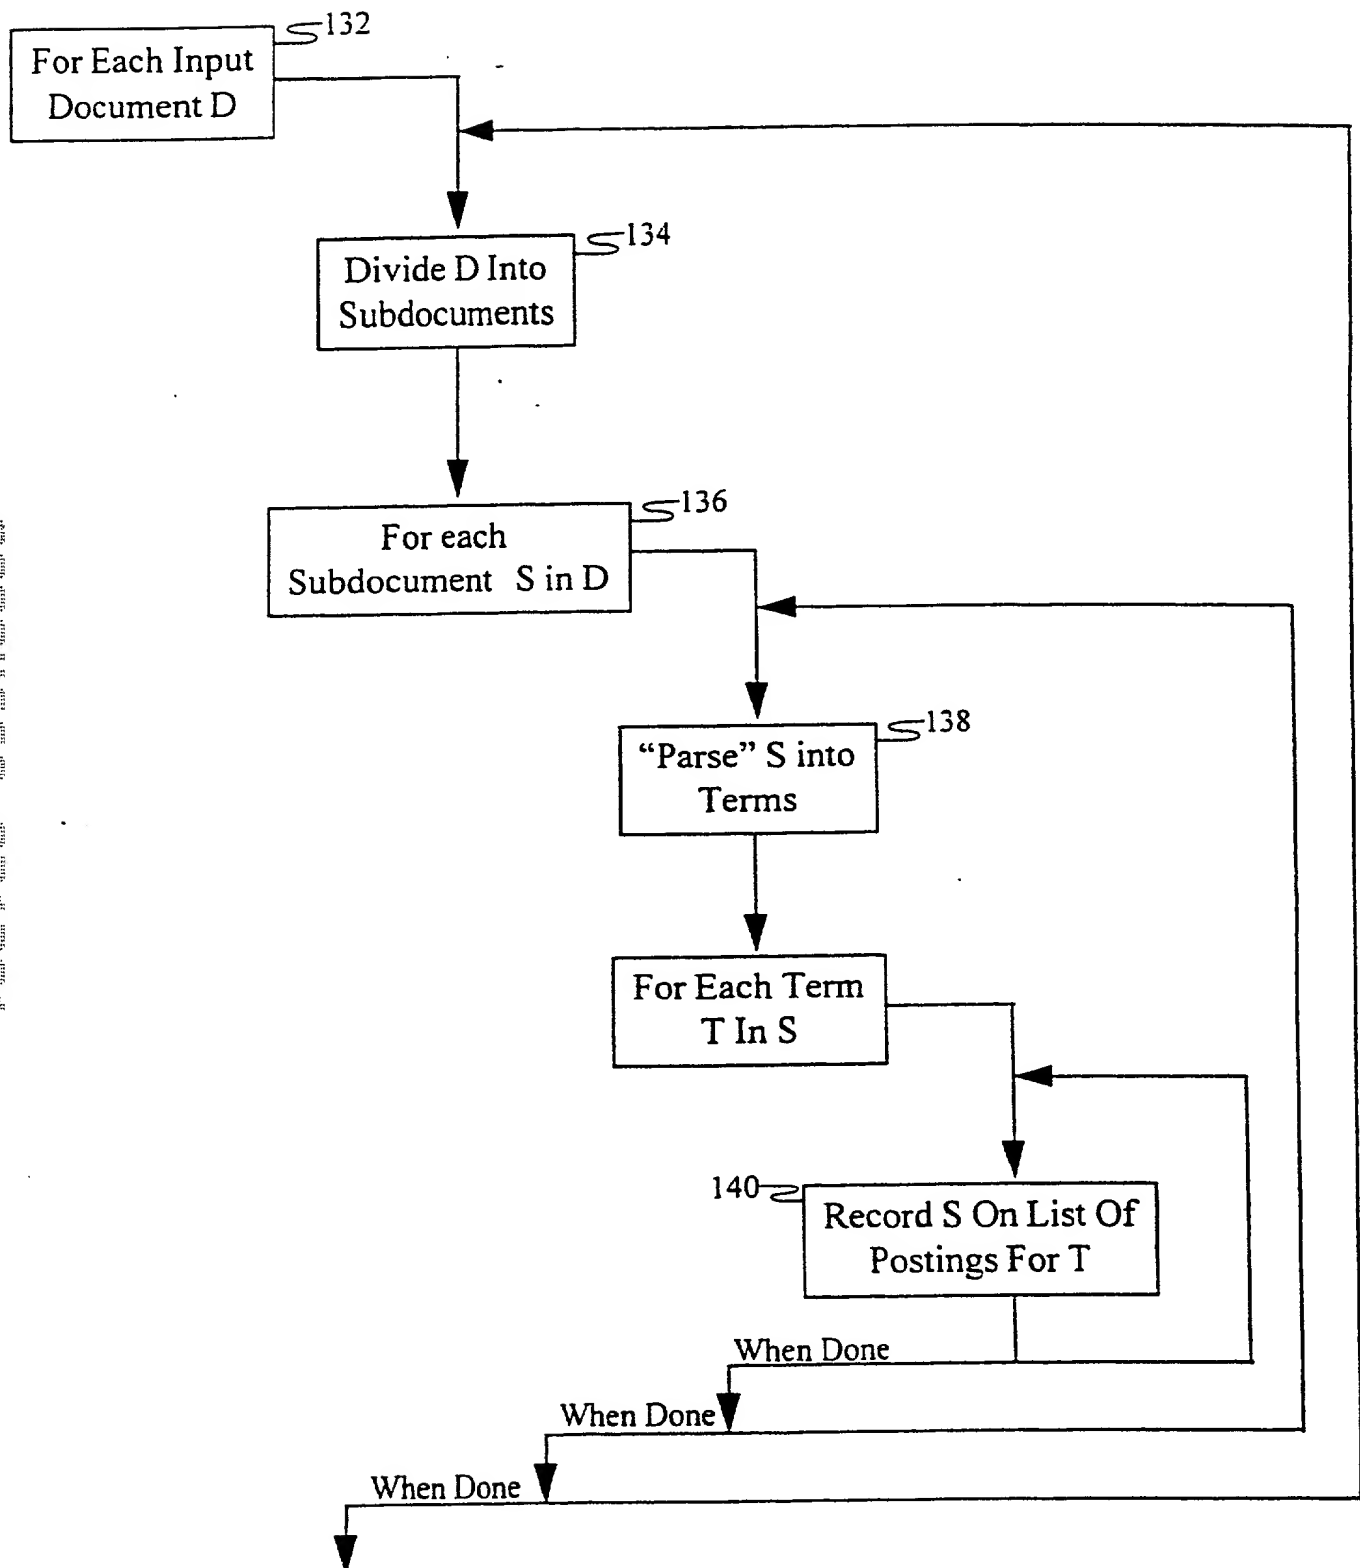 132
For Each Input
Document D
134
Divide D Into
Subdocuments
136
For each
Subdocument S in D
138
“Parse” S into
Terms
For Each Term
T In S
140
Record S On List Of
Postings For T
When Done
When Done
When Done